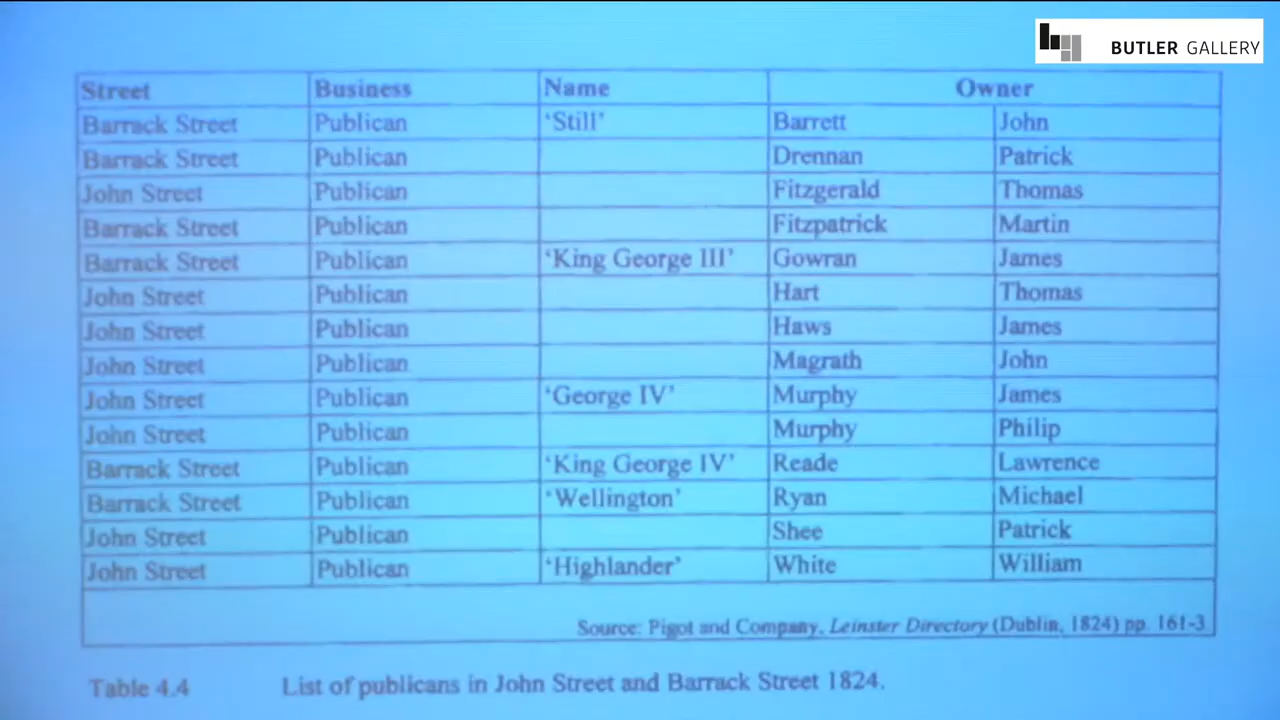 BUTLER GALLERY
Street Business Name Owner
Barrack Street Publican ‘Still’ Barrett John
Barrack Street Publican Drennan Patrick
John Street Publican Fitzgerald Thomas
Barrack Street Publican Fitzpatrick Martin
Barrack Street Publican ‘King George III’ Gowran James
John Street Publican Hart Thomas
John Street Publican Haws James
John Street Publican Magrath John
John Street Publican ‘George IV’ Murphy James
John Street Publican Murphy Philip
Barrack Street Publican ‘King George IV’ Reade Lawrence
Barrack Street Publican ‘Wellington’ Ryan Michael
John Street Publican Shee Patrick
John Street Publican ‘Highlander’ White William
Source: Pigot and Company, Leinster Directory (Dublin, 1824) pp. 161-3
Table 4.4 List of publicans in John Street and Barrack Street 1824.